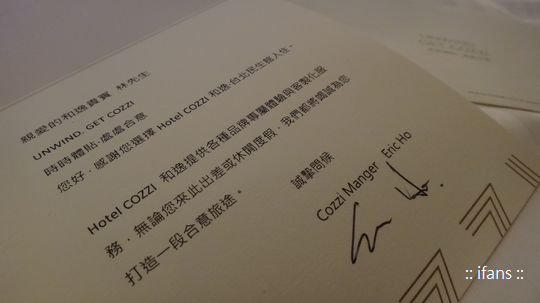 親愛的和逸貴賓 林先生
UNWIND. GET COZZI
時時體貼.處處合意
您好，感謝您選擇 Hotel COZZI 和逸·台北民生館入住。
Hotel COZZI 和逸提供各種品牌專屬體驗與客製化服
務，無論您來此出差或休閒度假，我們都將竭誠為您
打造一段合意旅途。
誠摯問候
Cozzi Manger Eric Ho
:: ifans ::